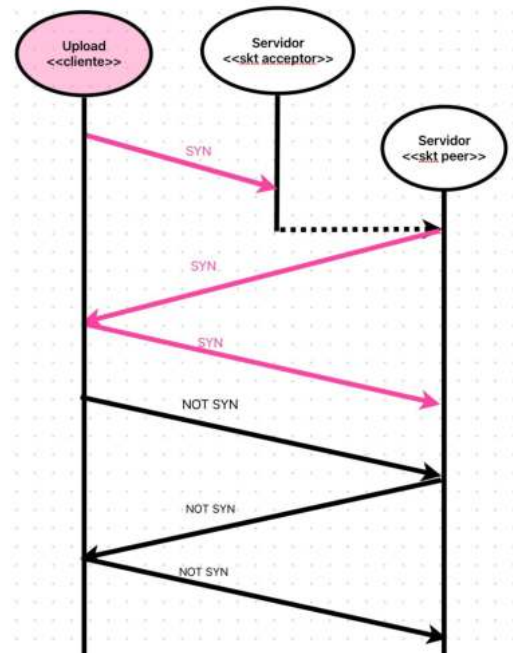 Upload
<<cliente>>
Servidor
<<skt acceptor>>
Servidor
<<skt peer>>
SYN
SYN
SYN
NOT SYN
NOT SYN
NOT SYN